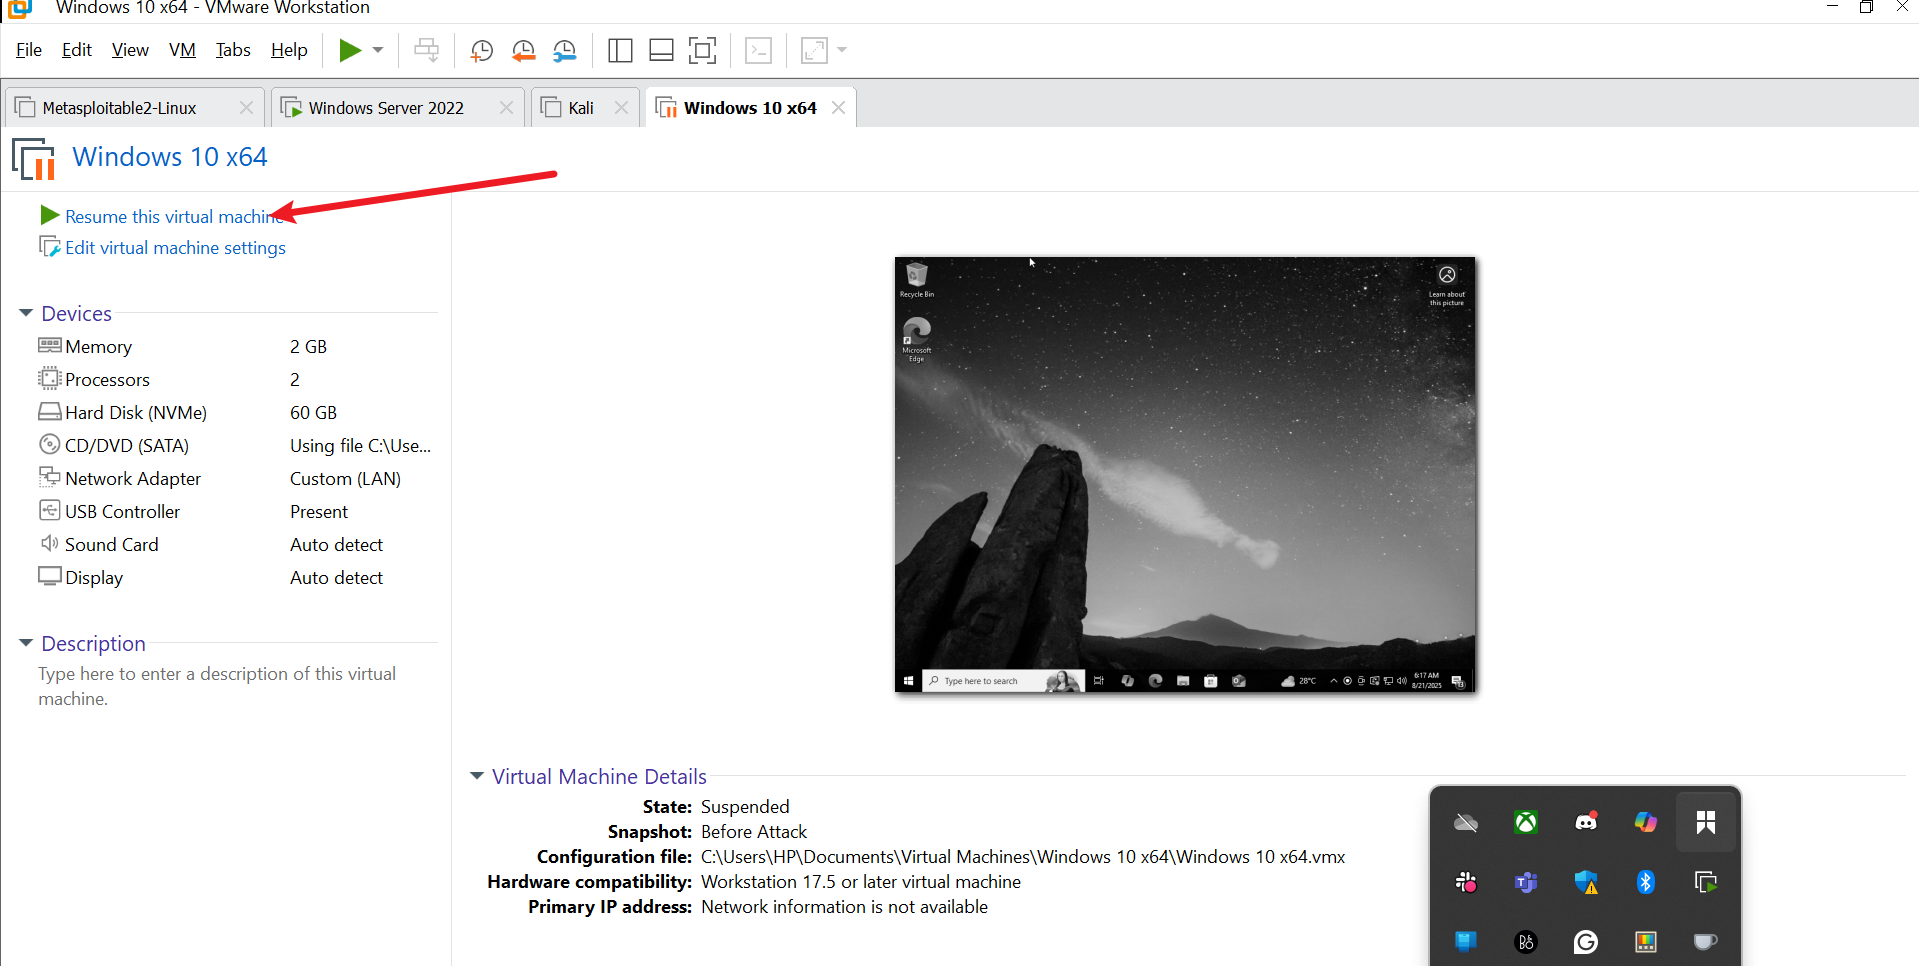 Windows 10 x64 - VMware Workstation
File Edit View VM Tabs Help
Metasploitable2-Linux
Windows Server 2022
Kali
Windows 10 x64
Windows 10 x64
Resume this virtual machine
Edit virtual machine settings
Devices
Memory 2 GB
Processors 2
Hard Disk (NVMe) 60 GB
CD/DVD (SATA) Using file C:\Use...
Network Adapter Custom (LAN)
USB Controller Present
Sound Card Auto detect
Display Auto detect
Description
Type here to enter a description of this virtual
machine.
Recycle Bin
Microsoft
Edge
Learn about
this picture
Type here to search
28°C
6:17 AM
8/21/2025
Virtual Machine Details
State: Suspended
Snapshot: Before Attack
Configuration file: C:\Users\HP\Documents\Virtual Machines\Windows 10 x64\Windows 10 x64.vmx
Hardware compatibility: Workstation 17.5 or later virtual machine
Primary IP address: Network information is not available